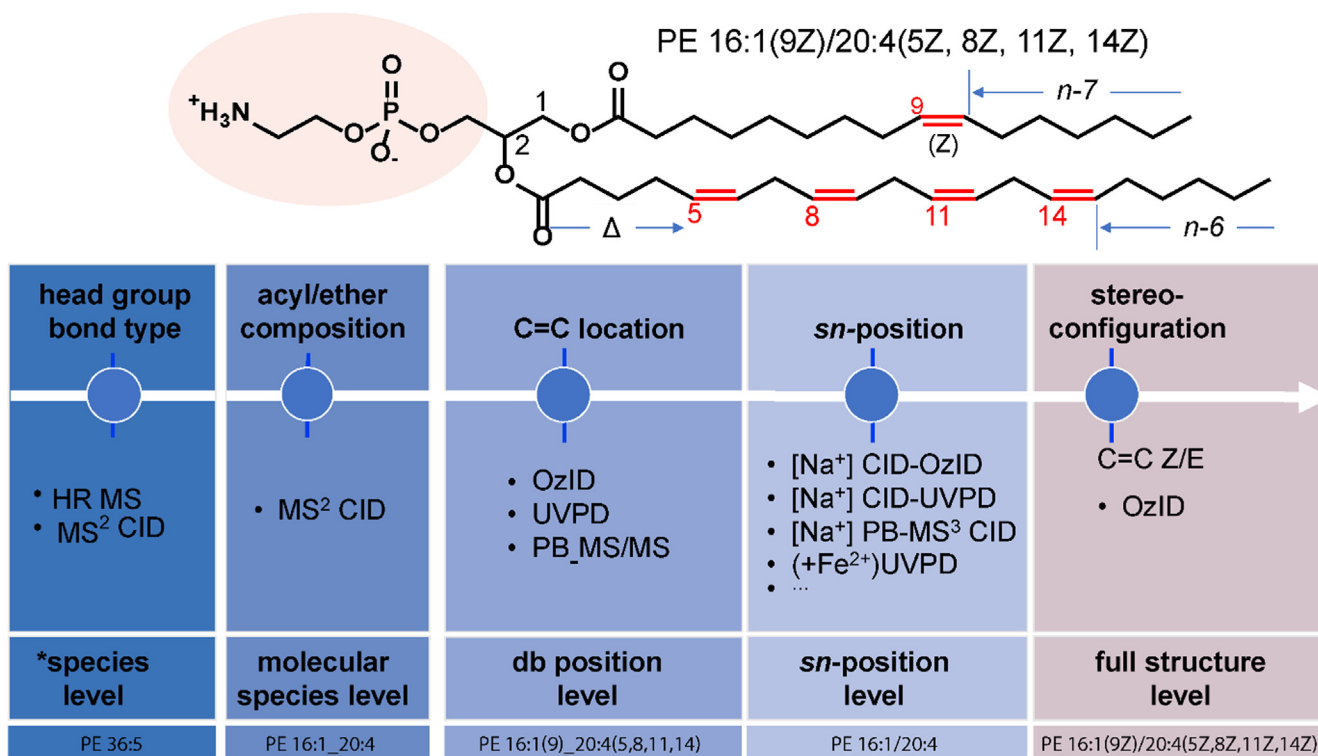 PE 16:1(9Z)/20:4(5Z, 8Z, 11Z, 14Z)
O
+
H₃N
O
P
O
O-
1
2
O
O
9
(Z)
n-7
O
O
Δ
5
8
11
14
n-6
head group
bond type
acyl/ether
composition
C=C location
sn-position
stereo-
configuration
• HR MS
• MS² CID
• MS² CID
• OzID
• UVPD
• PB_MS/MS
• [Na⁺] CID-OzID
• [Na⁺] CID-UVPD
• [Na⁺] PB-MS³ CID
• (+Fe²⁺)UVPD
• ...
C=C Z/E
• OzID
*species
level
molecular
species level
db position
level
sn-position
level
full structure
level
PE 36:5
PE 16:1_20:4
PE 16:1(9)_20:4(5,8,11,14)
PE 16:1/20:4
PE 16:1(9Z)/20:4(5Z,8Z,11Z,14Z)